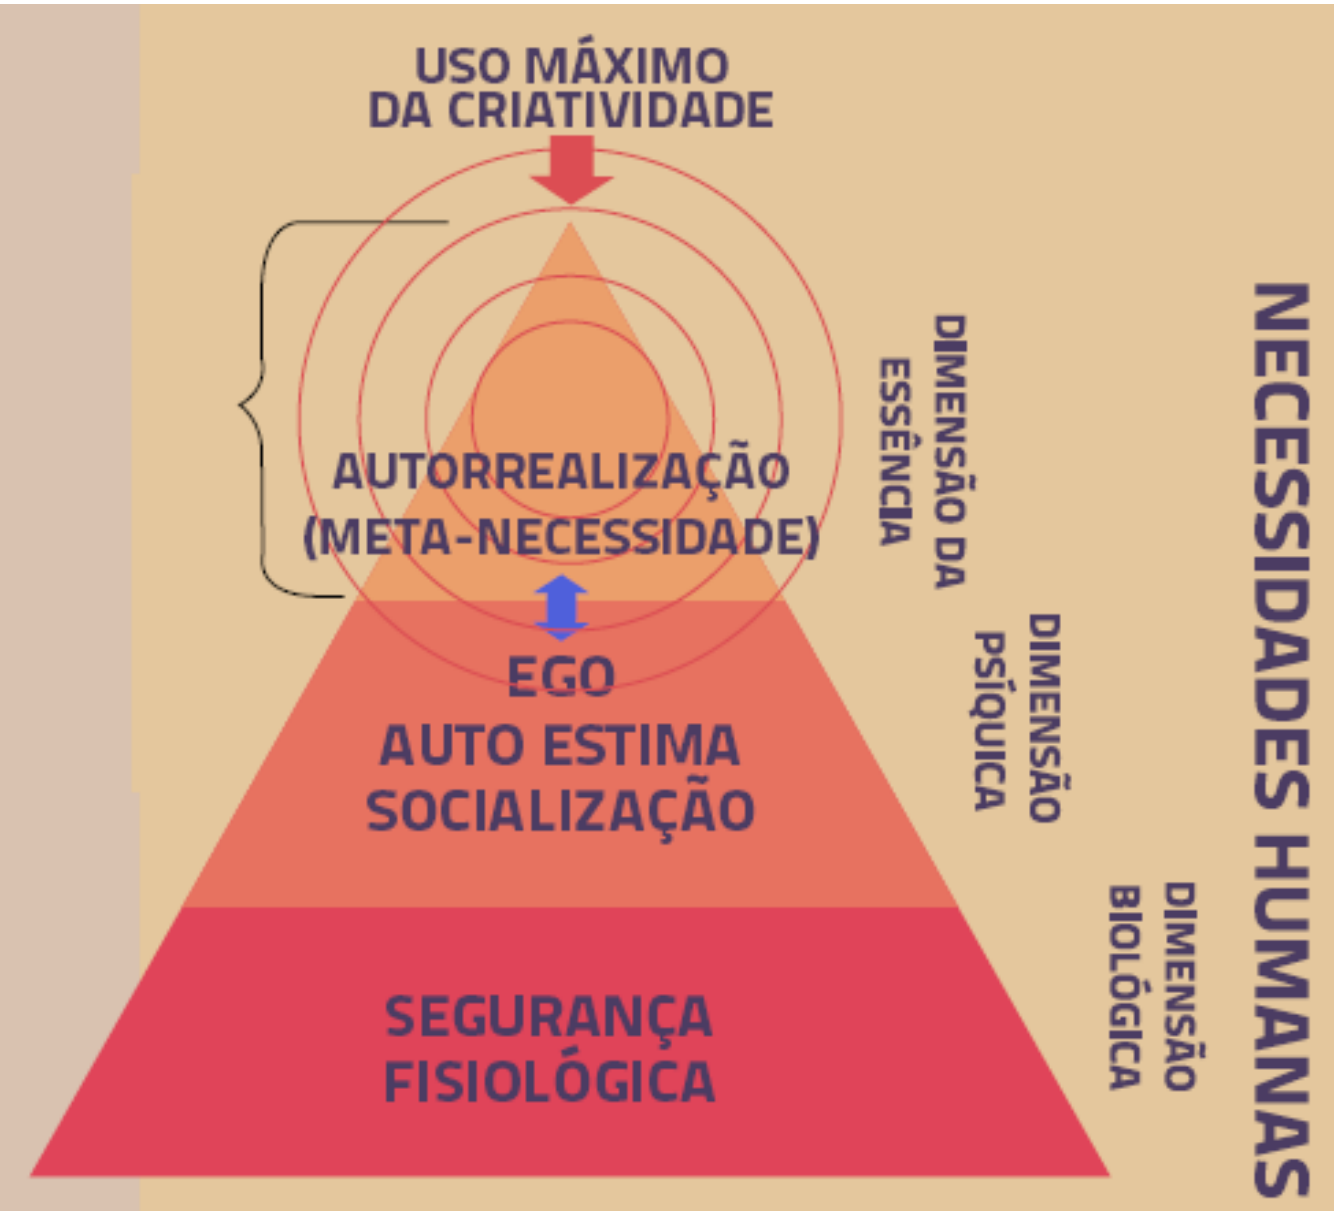 USO MÁXIMO
DA CRIATIVIDADE
AUTORREALIZAÇÃO
(META-NECESSIDADE)
EGO
AUTO ESTIMA
SOCIALIZAÇÃO
SEGURANÇA
FISIOLÓGICA
DIMENSÃO DA
ESSÊNCIA
DIMENSÃO
PSÍQUICA
DIMENSÃO
BIOLÓGICA
NECESSIDADES HUMANAS